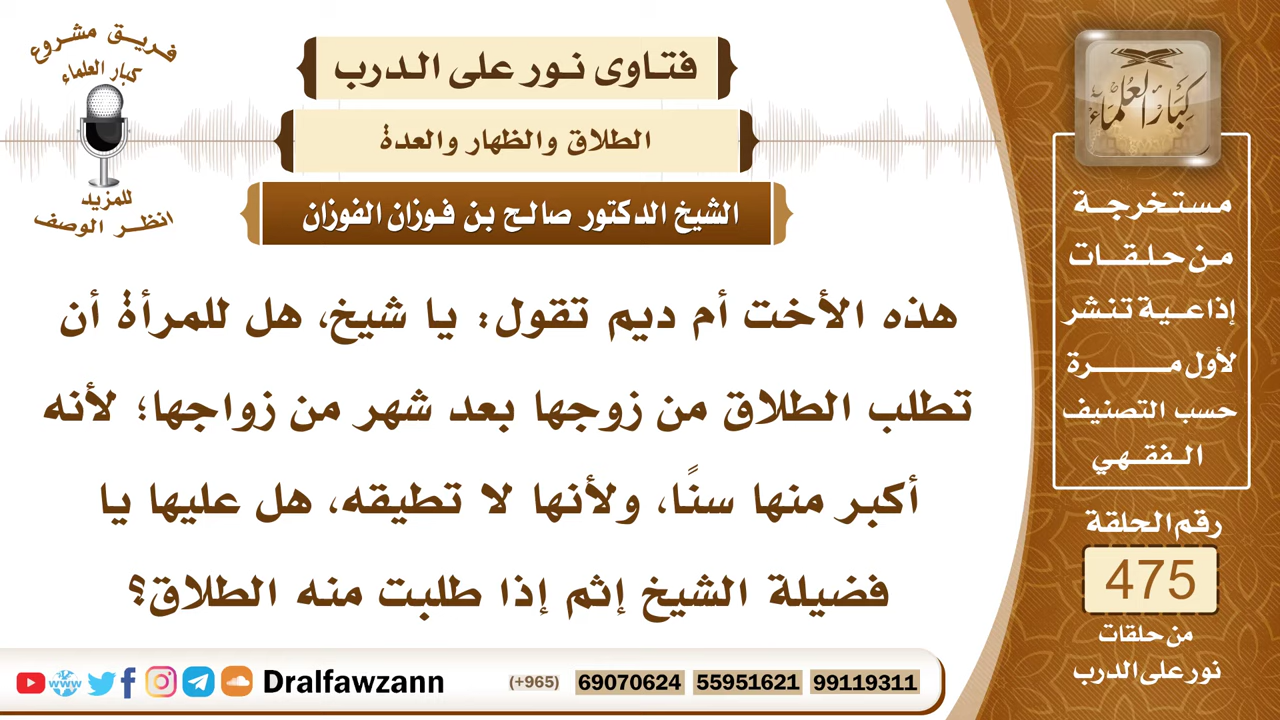 فريق مشروع
كبار العلماء
للمزيد
انظر الوصف
فتاوى نور على الدرب
الطلاق والظهار والعدة
الشيخ الدكتور صالح بن فوزان الفوزان
هذه الأخت أم ديم تقول: يا شيخ، هل للمرأة أن
تطلب الطلاق من زوجها بعد شهر من زواجها؛ لأنه
أكبر منها سنًا، ولأنها لا تطيقه، هل عليها يا
فضيلة الشيخ إثم إذا طلبت منه الطلاق؟
كبار العلماء
مستخرجة
من حلقات
إذاعية تنشر
لأول مرة
حسب التصنيف
الفقهي
رقم الحلقة
475
من حلقات
نور على الدرب
www
Dralfawzann (+965) 69070624 55951621 99119311